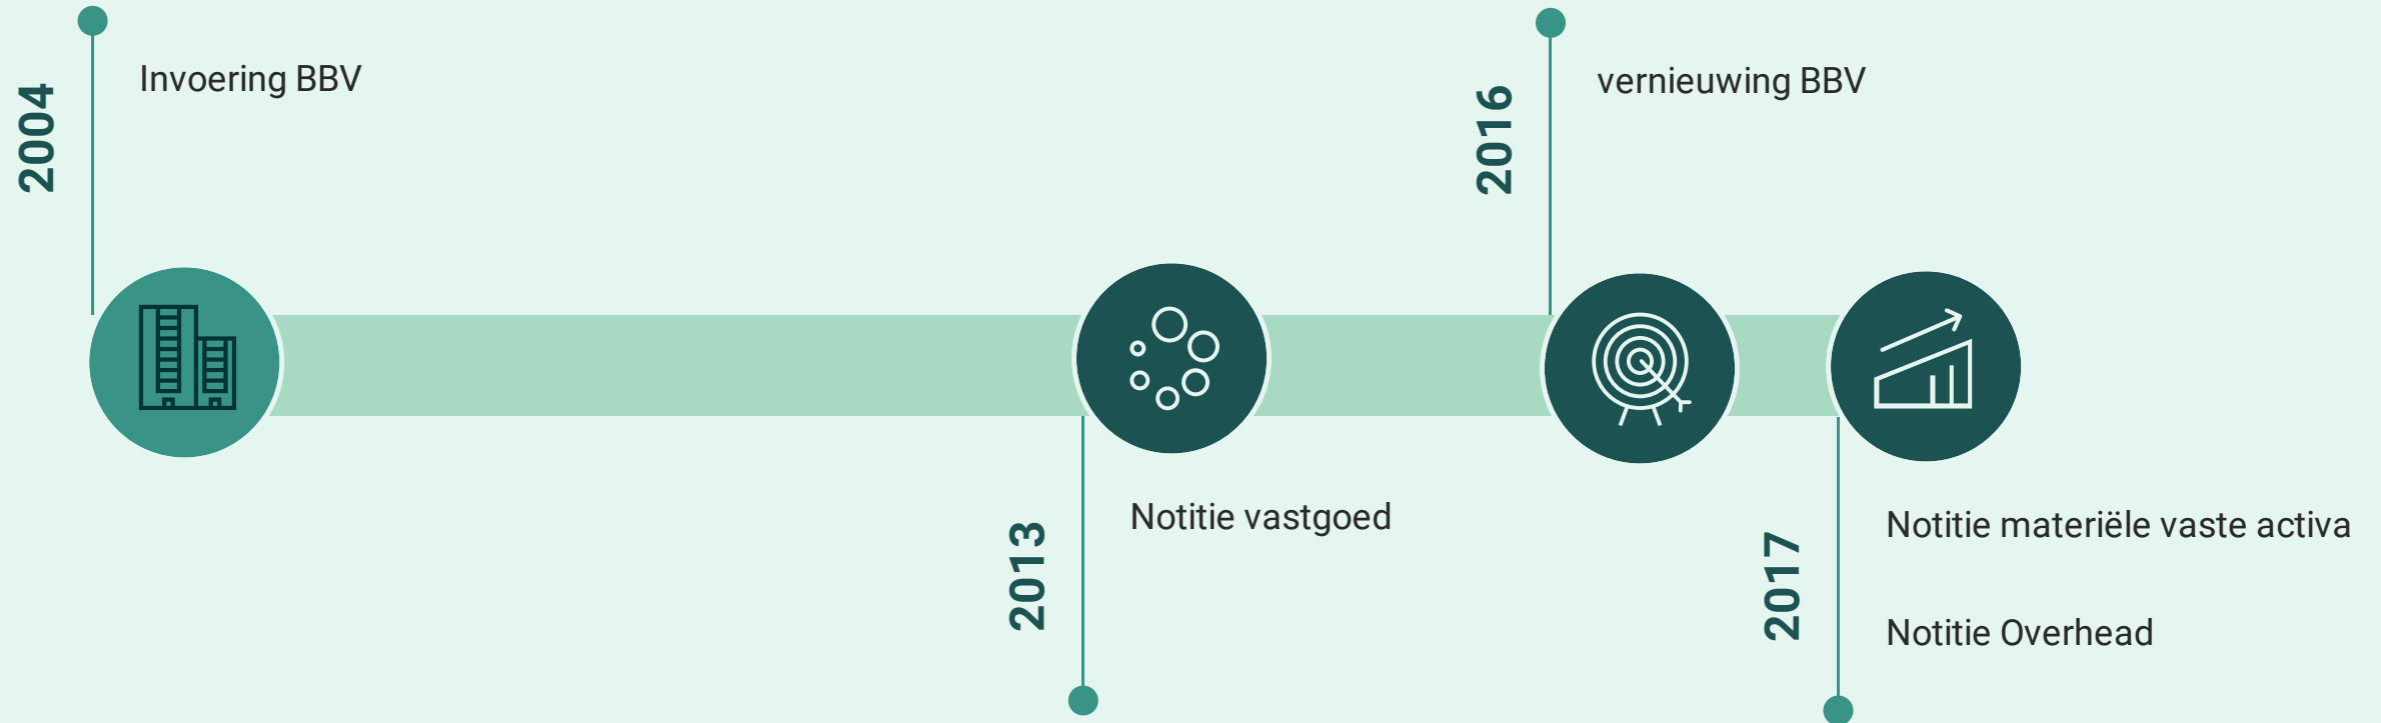 2004
Invoering BBV
2013
Notitie vastgoed
2016
vernieuwing BBV
2017
Notitie materiële vaste activa
Notitie Overhead